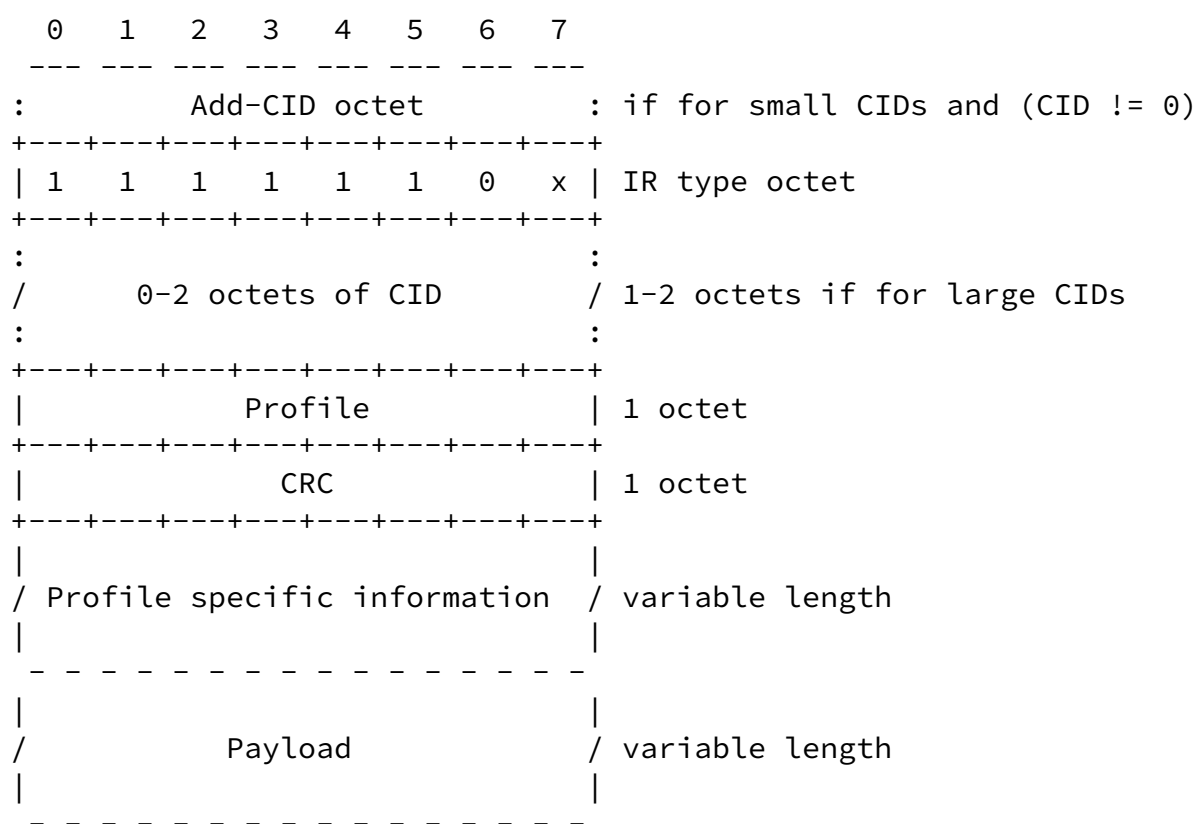 0   1   2   3   4   5   6   7
 --- --- --- --- --- --- --- ---
:         Add-CID octet         : if for small CIDs and (CID != 0)
+---+---+---+---+---+---+---+---+
| 1   1   1   1   1   1   0   x | IR type octet
+---+---+---+---+---+---+---+---+
:                               :
/      0-2 octets of CID        / 1-2 octets if for large CIDs
:                               :
+---+---+---+---+---+---+---+---+
|            Profile            | 1 octet
+---+---+---+---+---+---+---+---+
|              CRC              | 1 octet
+---+---+---+---+---+---+---+---+
|                               |
/ Profile specific information  / variable length
|                               |
 - - - - - - - - - - - - - - - -
|                               |
/           Payload             / variable length
|                               |
 - - - - - - - - - - - - - - - -